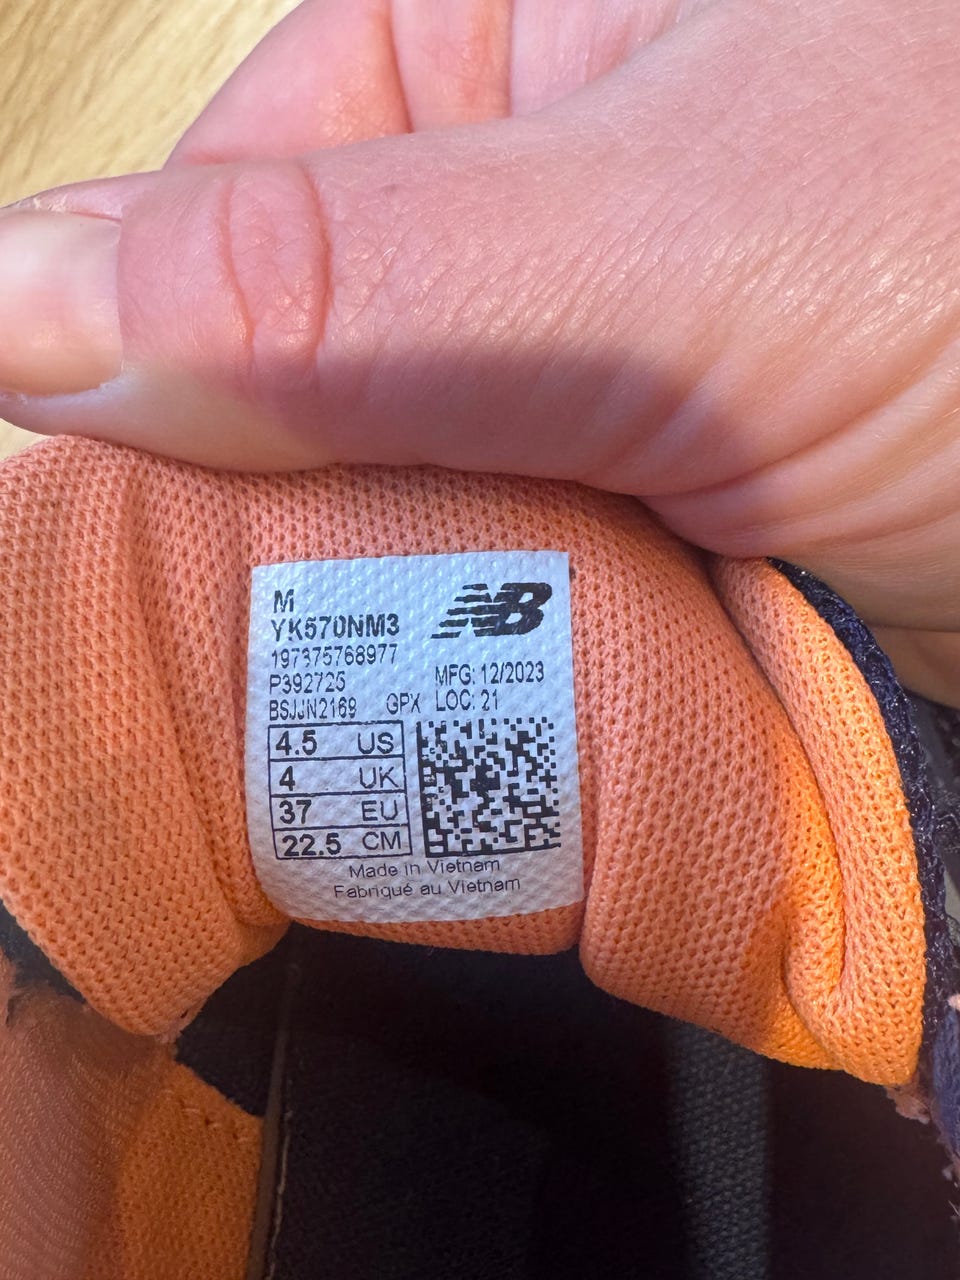 M
YK570NM3
NB
197375768977
P392725
MFG: 12/2023
BSJJN2169 GPX LOC: 21
4.5 US
4 UK
37 EU
22.5 CM
Made in Vietnam
Fabriqué au Vietnam